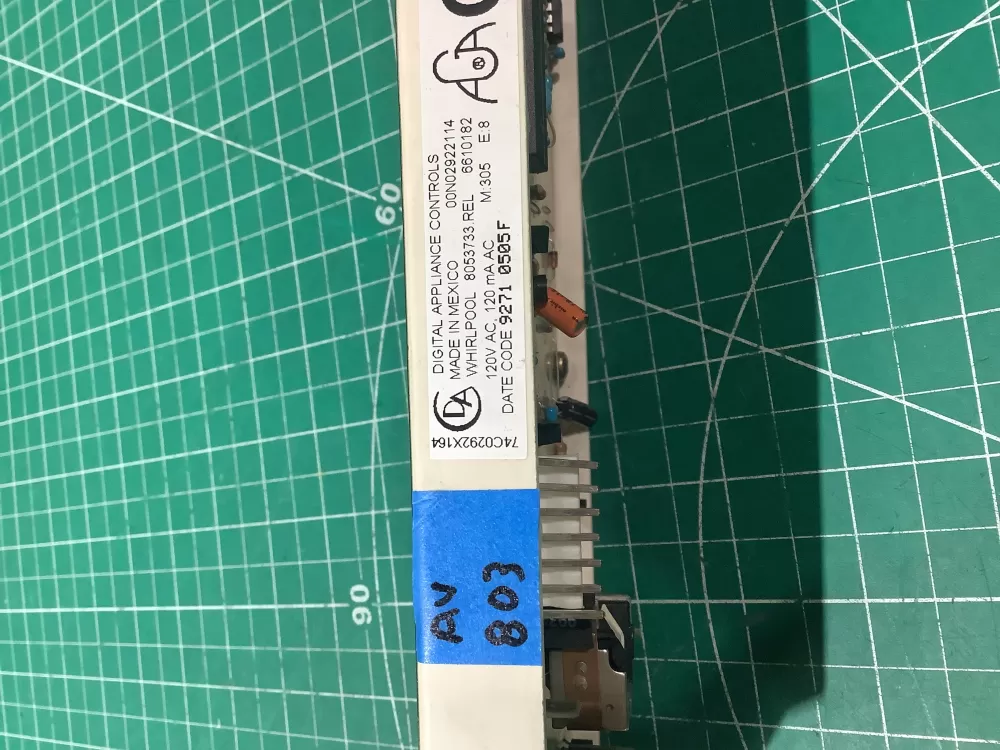 DIGITAL APPLIANCE CONTROLS
MADE IN MEXICO 00N02922114
WHIRLPOOL 8053733.REL 6610182
120V AC, 120 mA AC M:305 E:8
DATE CODE 9271 0505F
DA
74C0292X164
AV
803
60
90